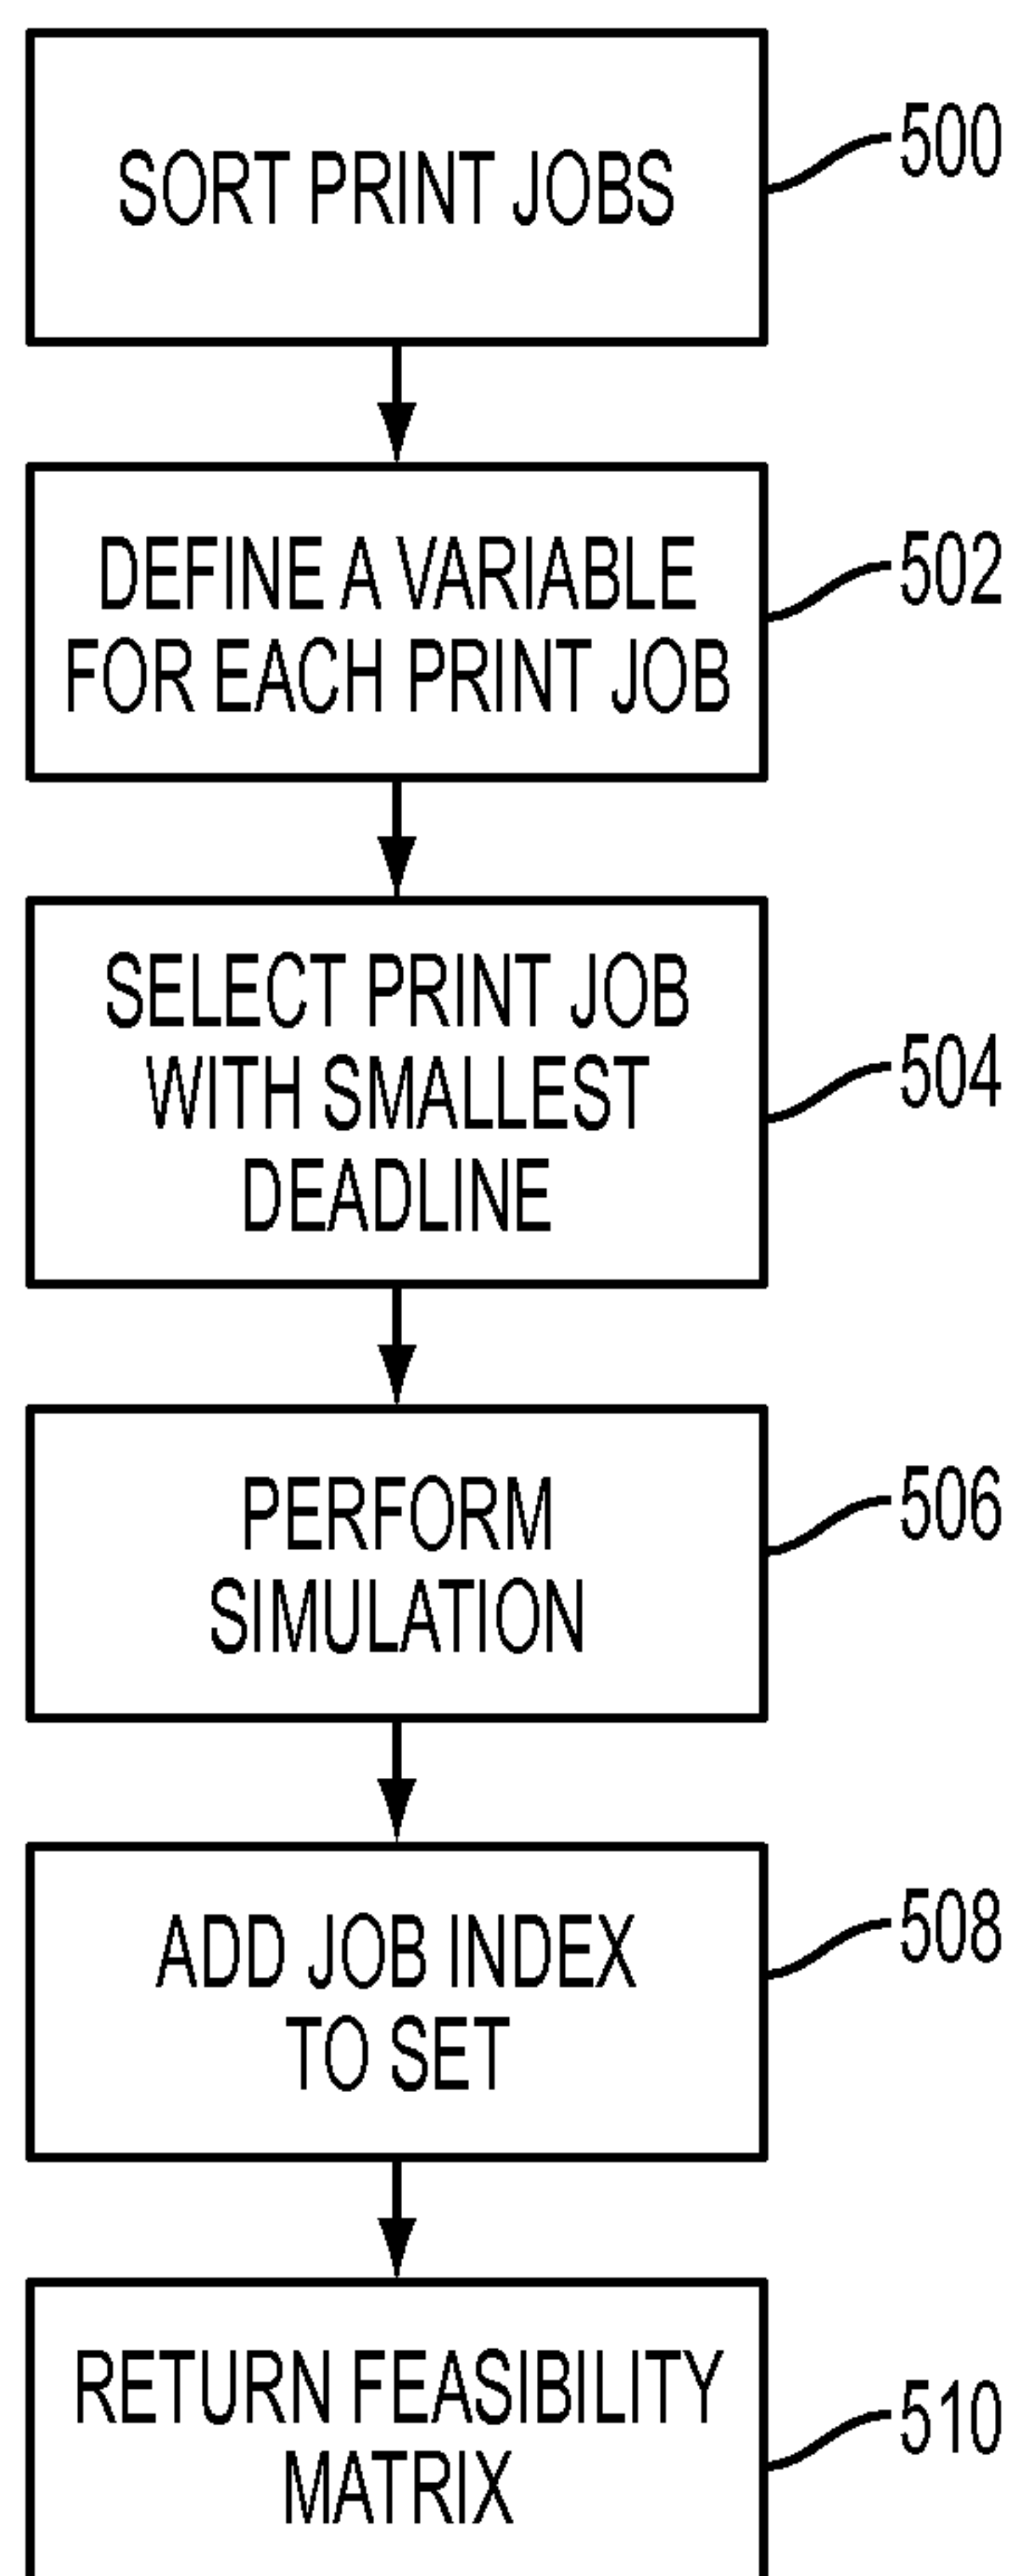 SORT PRINT JOBS
500
DEFINE A VARIABLE
FOR EACH PRINT JOB
502
SELECT PRINT JOB
WITH SMALLEST
DEADLINE
504
PERFORM
SIMULATION
506
ADD JOB INDEX
TO SET
508
RETURN FEASIBILITY
MATRIX
510